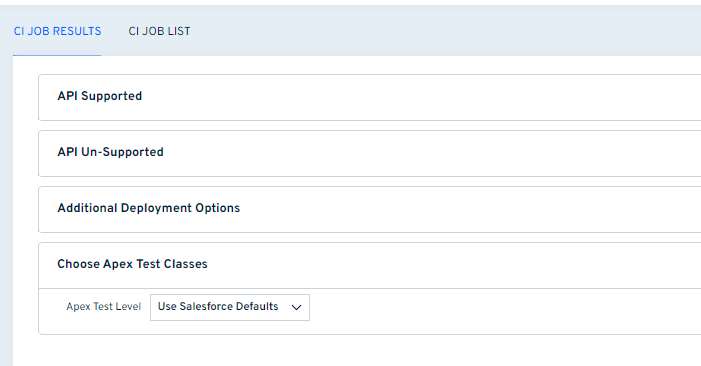 CI JOB RESULTS CI JOB LIST
API Supported
API Un-Supported
Additional Deployment Options
Choose Apex Test Classes
Apex Test Level Use Salesforce Defaults